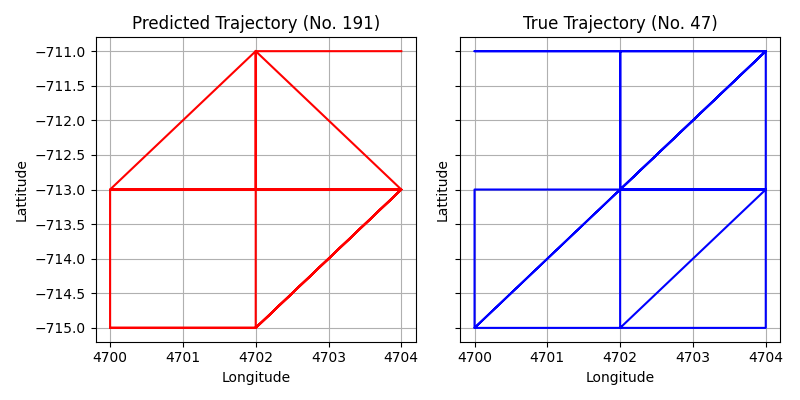 Predicted Trajectory (No. 191)
True Trajectory (No. 47)
−711.0
−711.5
−712.0
−712.5
−713.0
−713.5
−714.0
−714.5
−715.0
Lattitude
Lattitude
4700 4701 4702 4703 4704
4700 4701 4702 4703 4704
Longitude
Longitude